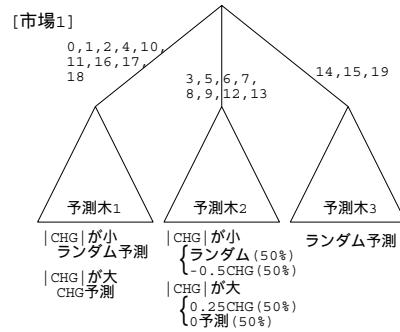 [市場1]
0,1,2,4,10,
11,16,17,
18
3,5,6,7,
8,9,12,13
14,15,19
予測木1
予測木2
予測木3
|CHG|が小
ランダム予測
|CHG|が大
CHG予測
|CHG|が小
ランダム(50%)
-0.5CHG(50%)
|CHG|が大
0.25CHG(50%)
0予測(50%)
ランダム予測